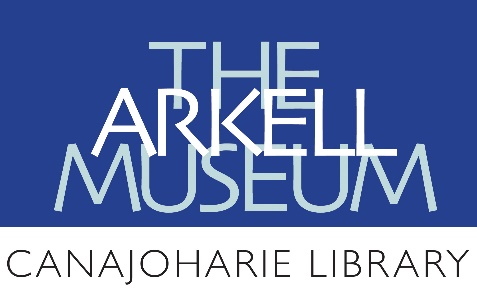 THE
ARKELL
MUSEUM
CANAJOHARIE LIBRARY